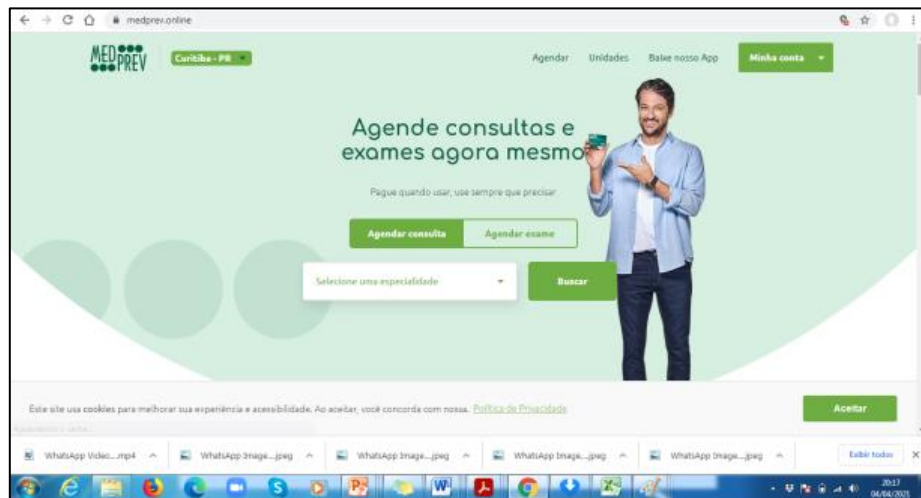 medprev.online
MED PREV
Curitiba - PR
Agendar Unidades Baixe nosso App Minha conta
Agende consultas e
exames agora mesmo
Pague quando usar, use sempre que precisar
Agendar consulta Agendar exame
Selecione uma especialidade Buscar
Este site usa cookies para melhorar sua experiência e acessibilidade. Ao aceitar, você concorda com nossa. Política de Privacidade Aceitar
WhatsApp Video....mp4 WhatsApp Image....jpeg WhatsApp Image....jpeg WhatsApp Image....jpeg WhatsApp Image....jpeg Exibir todos
20:17